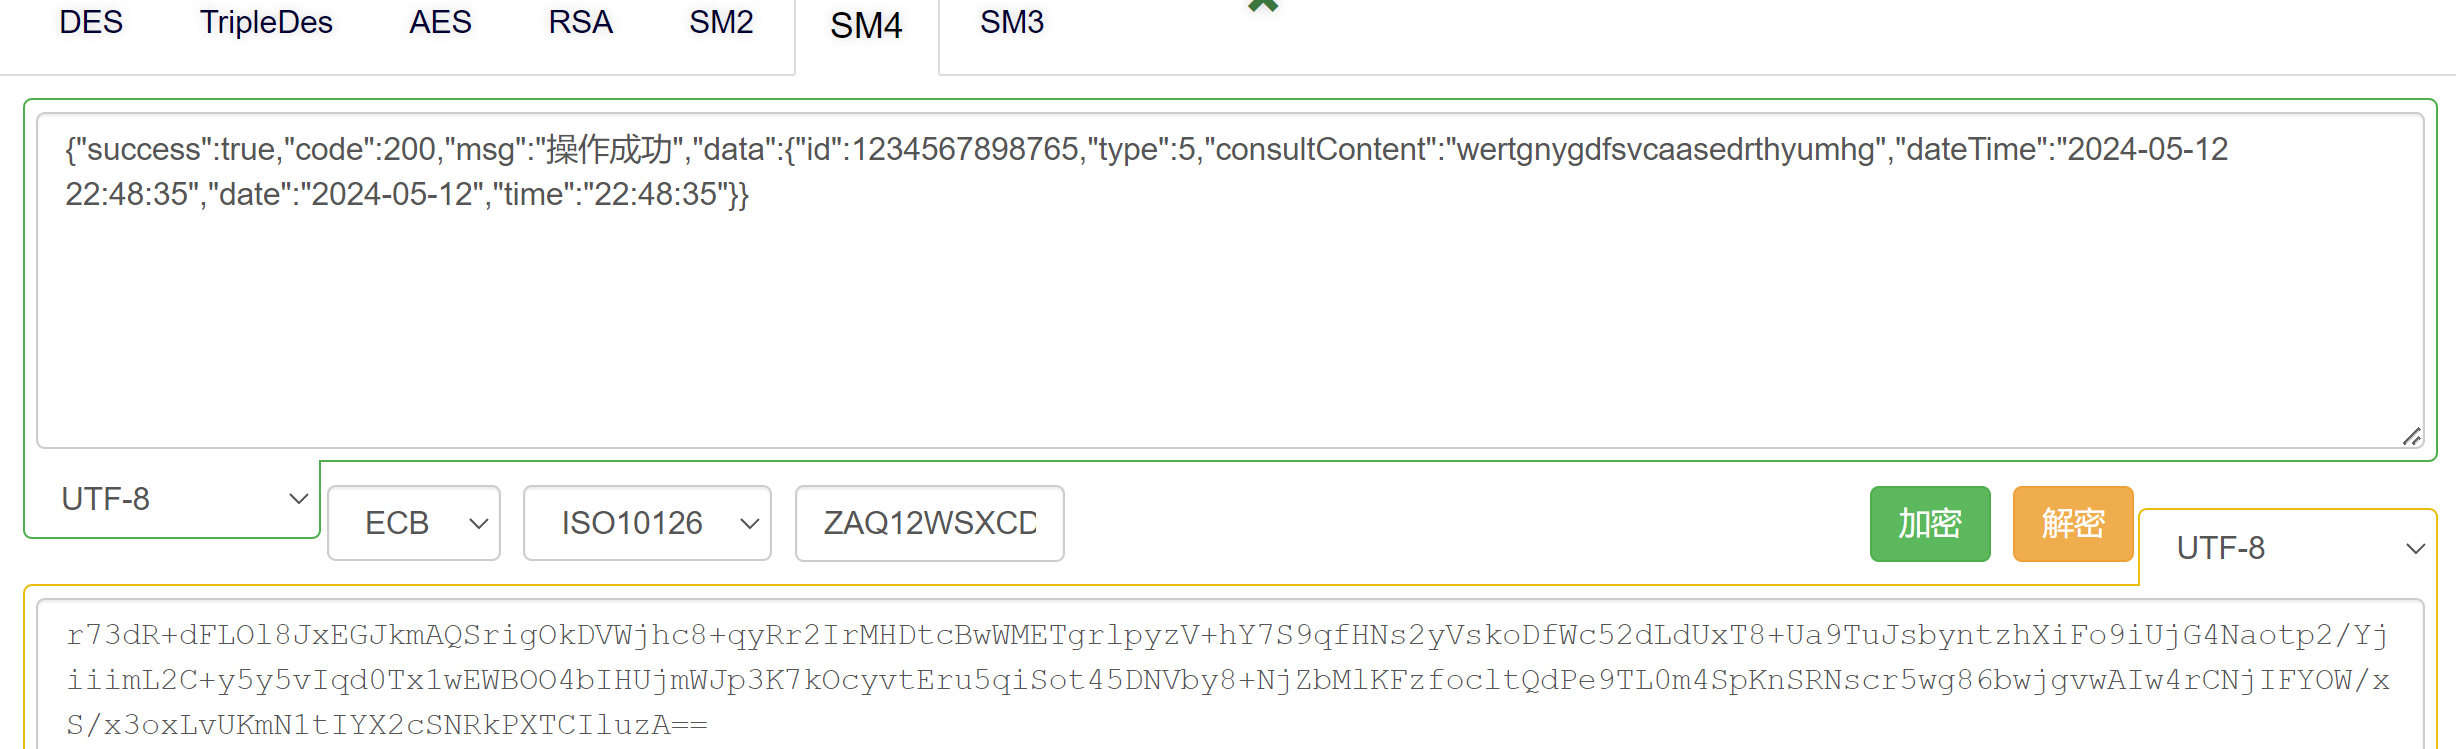 DES TripleDes AES RSA SM2 SM4 SM3
{"success":true,"code":200,"msg":"操作成功","data":{"id":1234567898765,"type":5,"consultContent":"wertgnygdfsvcaasedrthyumhg","dateTime":"2024-05-12
22:48:35","date":"2024-05-12","time":"22:48:35"}}
UTF-8 ECB ISO10126 ZAQ12WSXCD 加密 解密 UTF-8
r73dR+dFLOl8JxEGJkmAQSrigOkDVWjhc8+qyRr2IrMHDtcBwWMETgrlpyzV+hY7S9qfHNs2yVskoDfWc52dLdUxT8+Ua9TuJsbyntzhXiFo9iUjG4Naotp2/Yj
iiimL2C+y5y5vIqd0Tx1wEWBOO4bIHUjmWJp3K7kOcyvtEru5qiSot45DNVby8+NjZbMlKFzfocltQdPe9TL0m4SpKnSRNscr5wg86bwjgvwAIw4rCNjIFYOW/x
S/x3oxLvUKmN1tIYX2cSNRkPXTCIluzA==